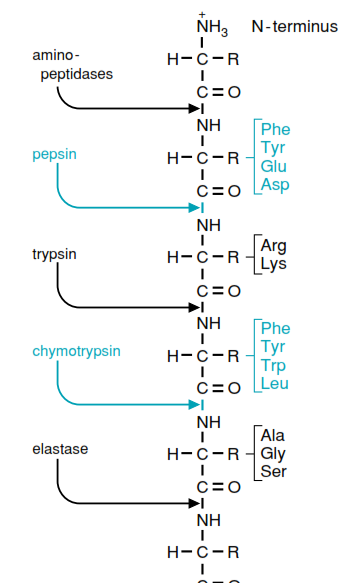 +
NH3 N-terminus
amino-
peptidases
H-C-R
C=O
NH
Phe
Tyr
Glu
Asp
pepsin
H-C-R
C=O
NH
trypsin
H-C-R
Arg
Lys
C=O
NH
Phe
Tyr
Trp
Leu
chymotrypsin
H-C-R
C=O
NH
elastase
H-C-R
Ala
Gly
Ser
C=O
NH
H-C-R